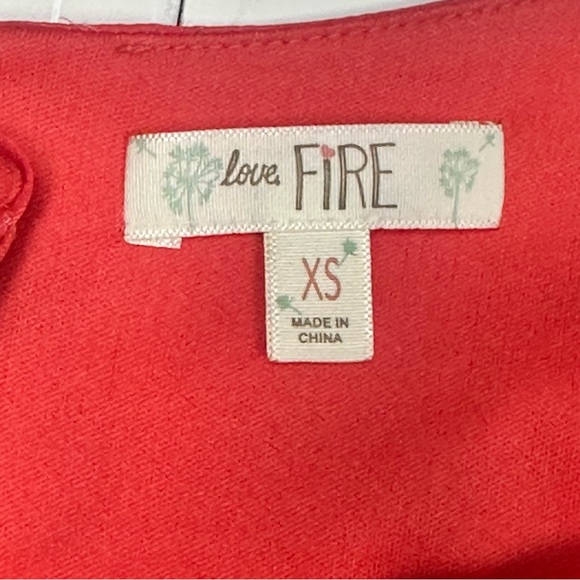 love, FiRE
XS
MADE IN
CHINA